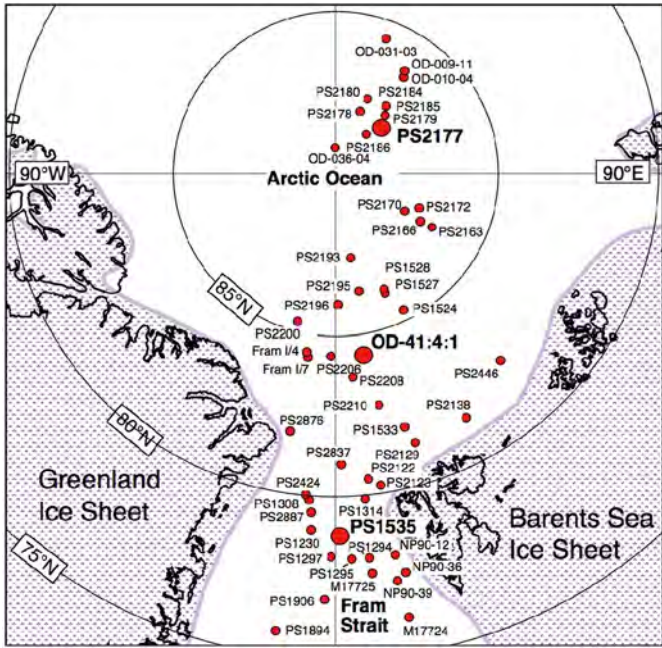 OD-031-03
OD-009-11
OD-010-04
PS2180
PS2184
PS2178
PS2185
PS2179
PS2177
PS2186
OD-036-04
90°W
Arctic Ocean
90°E
PS2170
PS2172
PS2166
PS2163
PS2193
PS1528
PS2195
PS1527
85°N
PS2196
PS1524
PS2200
OD-41:4:1
Fram I/4
Fram I/7
PS2206
PS2446
PS2208
PS2210
PS2138
80°N
PS2876
PS1533
PS2129
PS2837
Greenland
Ice Sheet
PS2122
PS2424
PS2123
PS1308
PS1314
PS2887
Barents Sea
Ice Sheet
PS1535
PS1230
PS1294
NP90-12
75°N
PS1297
PS1295
NP90-36
M17725
NP90-39
PS1906
Fram
Strait
PS1894
M17724